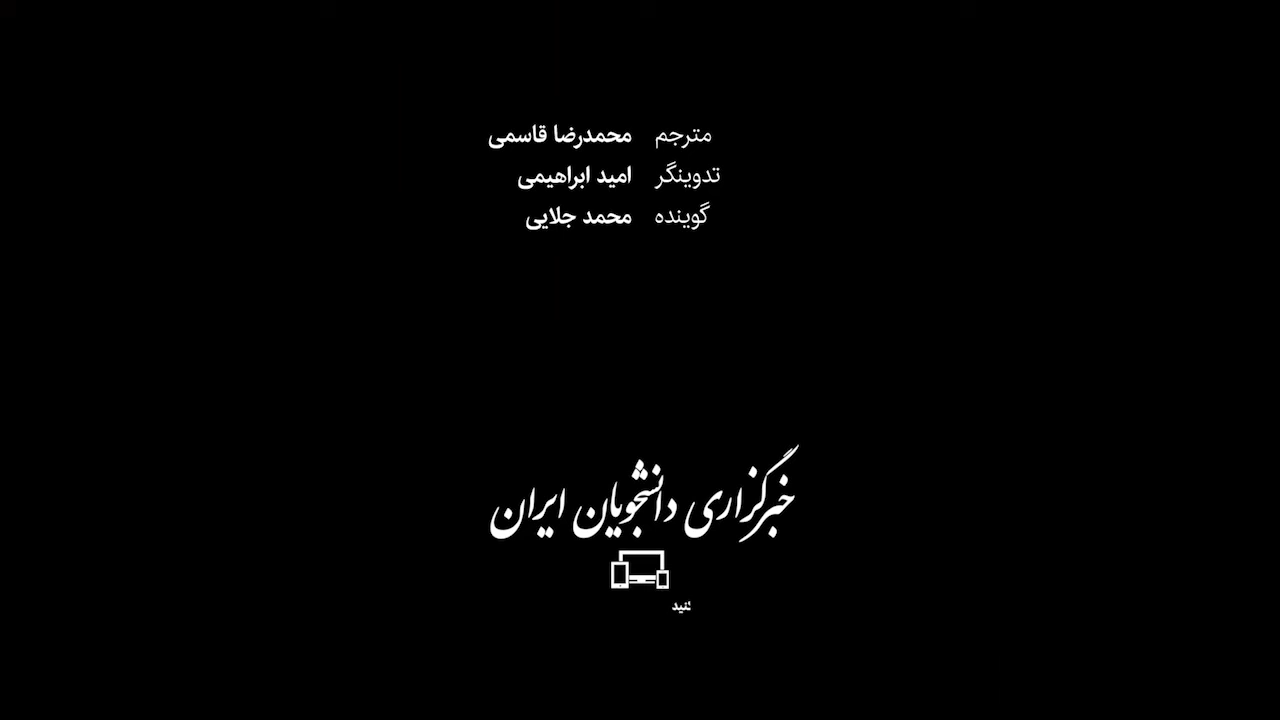 مترجم محمدرضا قاسمی
تدوینگر امید ابراهیمی
گوینده محمد جلایی
خبرگزاری دانشجویان ایران